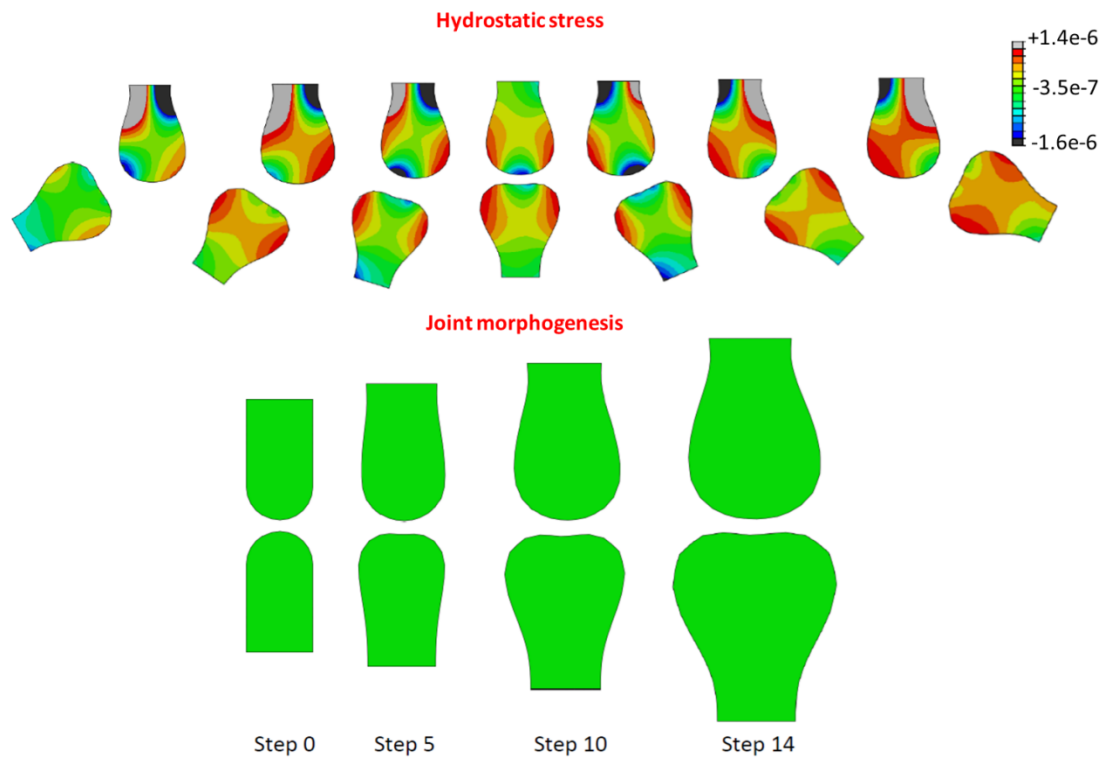 Hydrostatic stress
+1.4e-6
-3.5e-7
-1.6e-6
Joint morphogenesis
Step 0 Step 5 Step 10 Step 14